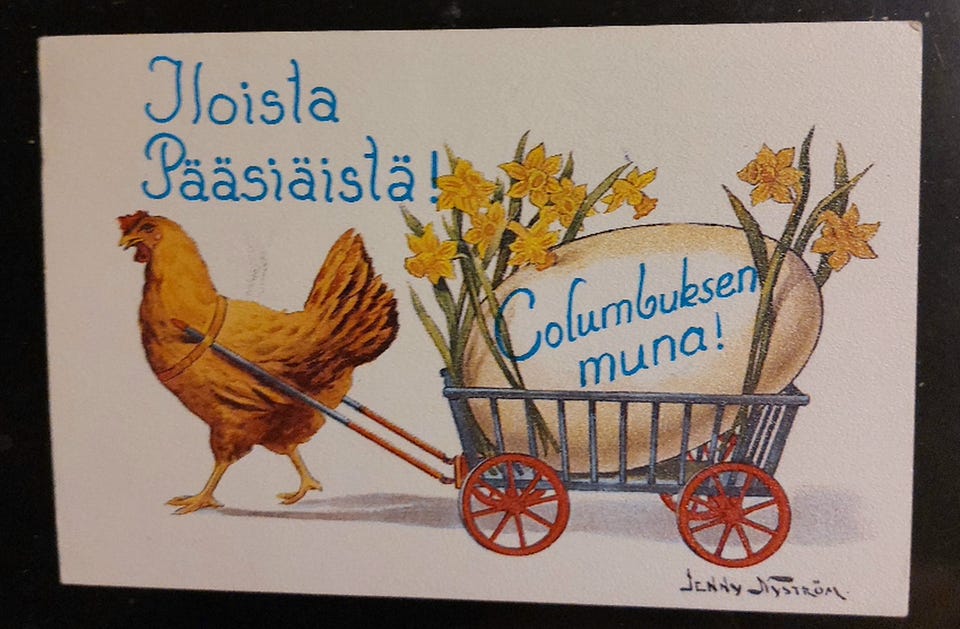 Iloista
Pääsiäistä!
Columbuksen
muna!
JENNY NYSTRÖM